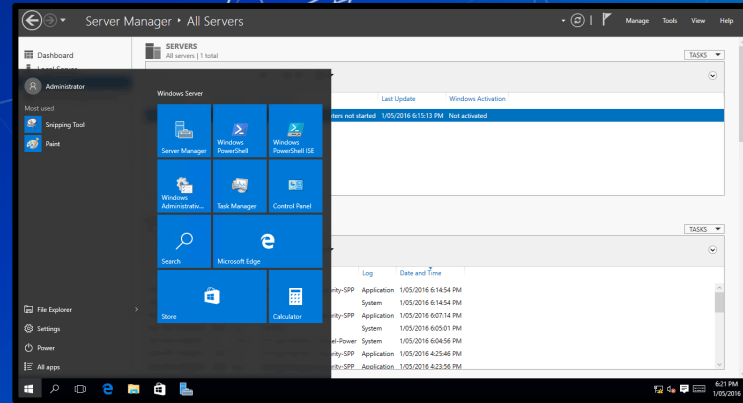 Server Manager ‣ All Servers
Manage Tools View Help
Dashboard
SERVERS
All servers | 1 total
TASKS
Administrator
Most used
Snipping Tool
Paint
File Explorer
Settings
Power
All apps
Windows Server
Server Manager
Windows PowerShell
Windows PowerShell ISE
Windows Administrativ...
Task Manager
Control Panel
Search
Microsoft Edge
Store
Calculator
Last Update Windows Activation
not started 1/05/2016 6:15:13 PM Not activated
TASKS
Log Date and Time
rity-SPP Application 1/05/2016 6:14:54 PM
System 1/05/2016 6:14:54 PM
rity-SPP Application 1/05/2016 6:07:14 PM
System 1/05/2016 6:05:01 PM
el-Power System 1/05/2016 6:04:56 PM
rity-SPP Application 1/05/2016 4:25:46 PM
rity-SPP Application 1/05/2016 4:23:56 PM
6:21 PM
1/05/2016